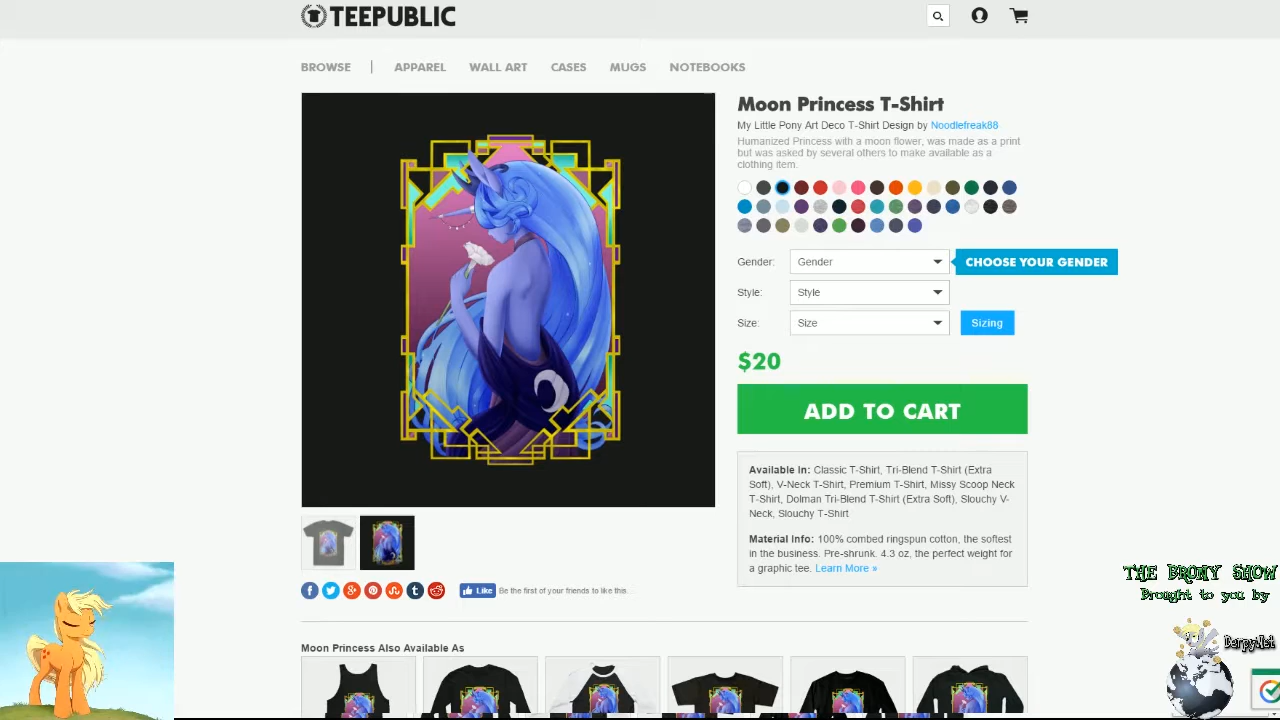 TEEPUBLIC
BROWSE | APPAREL WALL ART CASES MUGS NOTEBOOKS
Moon Princess T-Shirt
My Little Pony Art Deco T-Shirt Design by Noodlefreak88
Humanized Princess with a moon flower, was made as a print
but was asked by several others to make available as a
clothing item.
Gender: Gender CHOOSE YOUR GENDER
Style: Style
Size: Size Sizing
$20
ADD TO CART
Available In: Classic T-Shirt, Tri-Blend T-Shirt (Extra
Soft), V-Neck T-Shirt, Premium T-Shirt, Missy Scoop Neck
T-Shirt, Dolman Tri-Blend T-Shirt (Extra Soft), Slouchy V-
Neck, Slouchy T-Shirt
Material Info: 100% combed ringspun cotton, the softest
in the business. Pre-shrunk. 4.3 oz, the perfect weight for
a graphic tee. Learn More »
Like Be the first of your friends to like this.
THE BRONY SHOW
Brought to you by
Moon Princess Also Available As